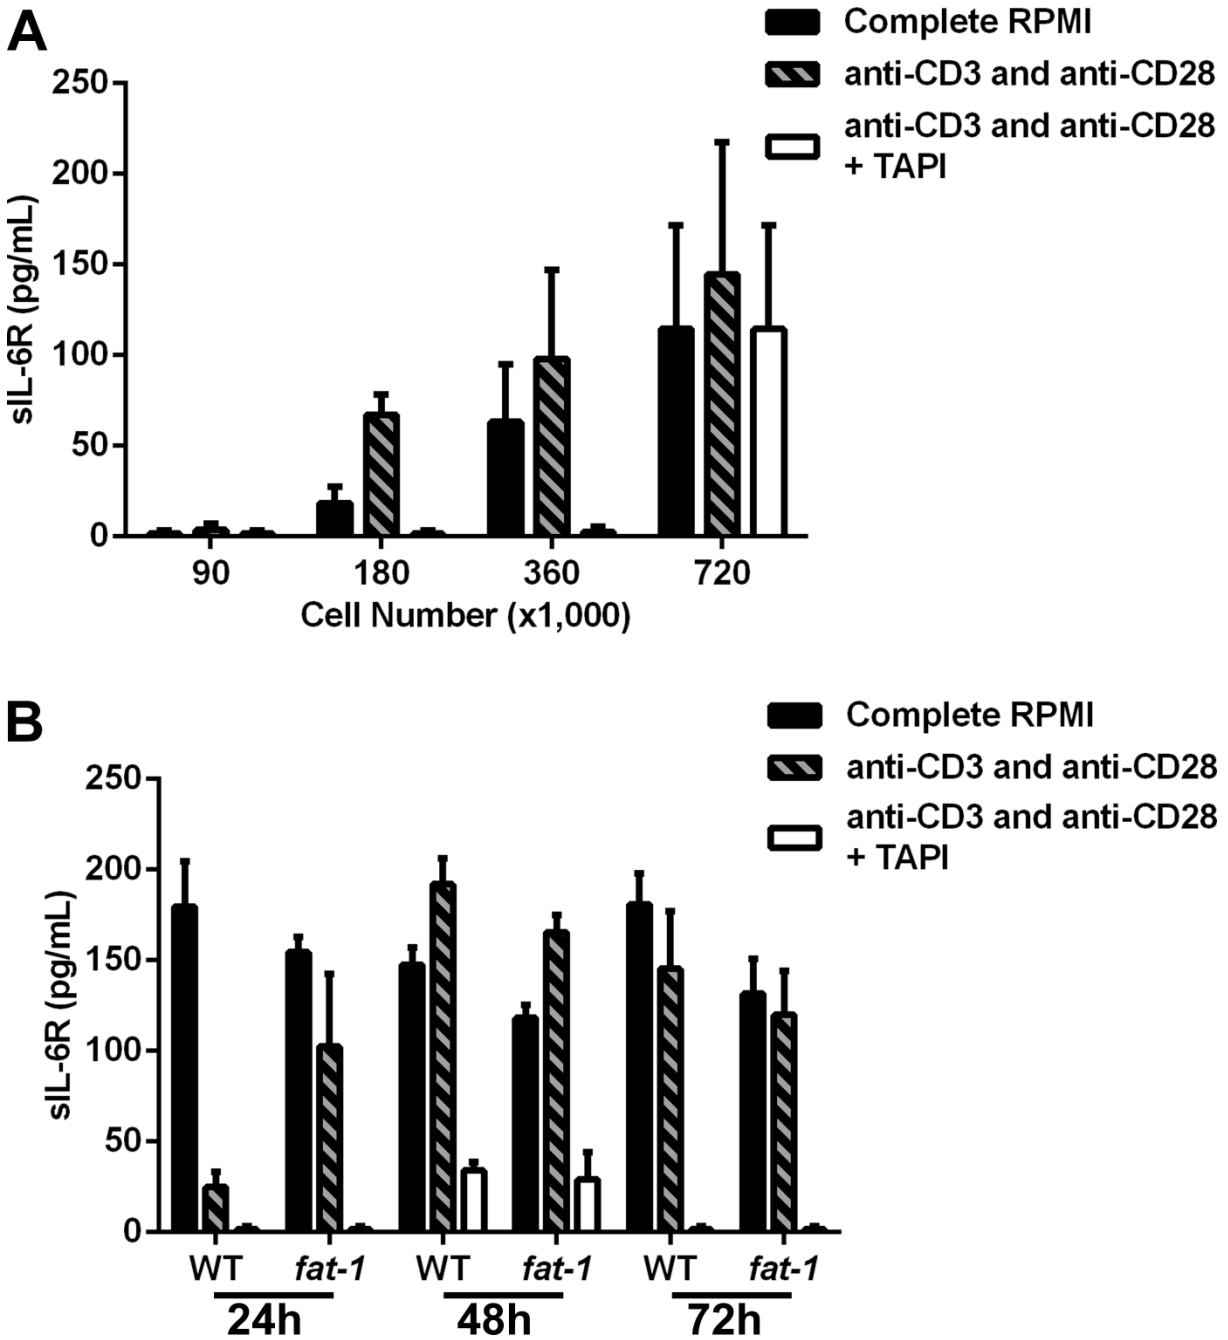 A
Complete RPMI
anti-CD3 and anti-CD28
anti-CD3 and anti-CD28
+ TAPI
250
200
150
100
50
0
sIL-6R (pg/mL)
90 180 360 720
Cell Number (x1,000)
B
Complete RPMI
anti-CD3 and anti-CD28
anti-CD3 and anti-CD28
+ TAPI
250
200
150
100
50
0
sIL-6R (pg/mL)
WT fat-1 WT fat-1 WT fat-1
24h 48h 72h